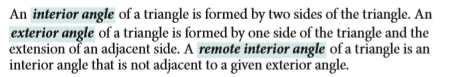 An interior angle of a triangle is formed by two sides of the triangle. An
exterior angle of a triangle is formed by one side of the triangle and the
extension of an adjacent side. A remote interior angle of a triangle is an
interior angle that is not adjacent to a given exterior angle.